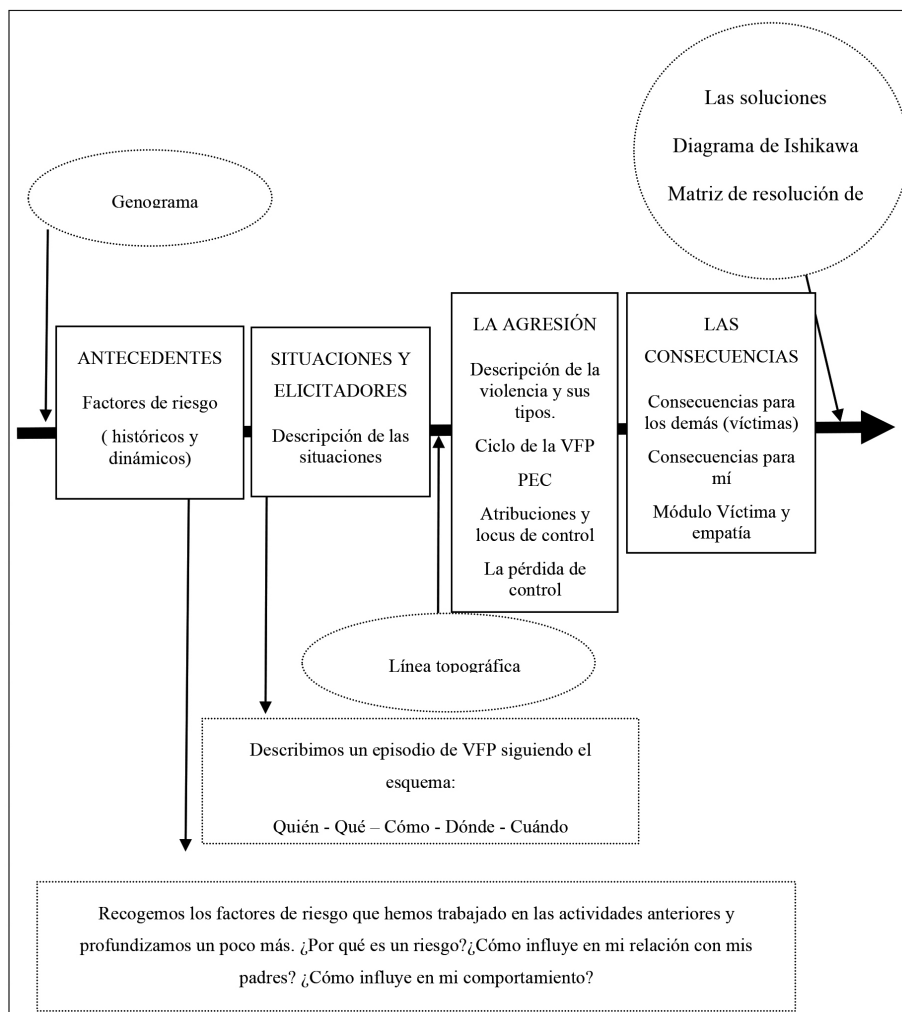 Las soluciones
Diagrama de Ishikawa
Matriz de resolución de
Genograma
ANTECEDENTES
Factores de riesgo
( históricos y
dinámicos)
SITUACIONES Y
ELICITADORES
Descripción de las
situaciones
LA AGRESIÓN
Descripción de la
violencia y sus
tipos.
Ciclo de la VFP
PEC
Atribuciones y
locus de control
La pérdida de
control
LAS
CONSECUENCIAS
Consecuencias para
los demás (víctimas)
Consecuencias para
mí
Módulo Víctima y
empatía
Línea topográfica
Describimos un episodio de VFP siguiendo el
esquema:
Quién - Qué – Cómo - Dónde - Cuándo
Recogemos los factores de riesgo que hemos trabajado en las actividades anteriores y
profundizamos un poco más. ¿Por qué es un riesgo?¿Cómo influye en mi relación con mis
padres? ¿Cómo influye en mi comportamiento?